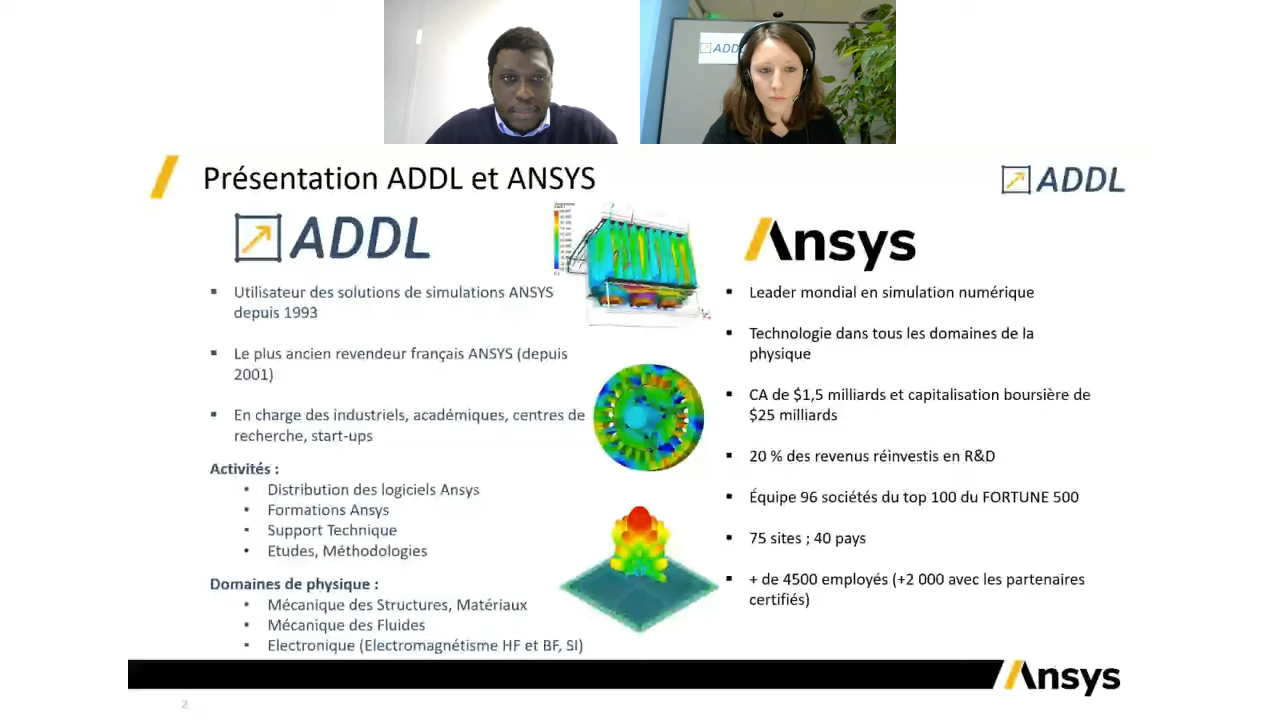 ADDL
Présentation ADDL et ANSYS
ADDL
ADDL
Utilisateur des solutions de simulations ANSYS
depuis 1993
Le plus ancien revendeur français ANSYS (depuis
2001)
En charge des industriels, académiques, centres de
recherche, start-ups
Activités :
Distribution des logiciels Ansys
Formations Ansys
Support Technique
Etudes, Méthodologies
Domaines de physique :
Mécanique des Structures, Matériaux
Mécanique des Fluides
Electronique (Electromagnétisme HF et BF, SI)
Ansys
Leader mondial en simulation numérique
Technologie dans tous les domaines de la
physique
CA de $1,5 milliards et capitalisation boursière de
$25 milliards
20 % des revenus réinvestis en R&D
Équipe 96 sociétés du top 100 du FORTUNE 500
75 sites ; 40 pays
+ de 4500 employés (+2 000 avec les partenaires
certifiés)
Ansys
2